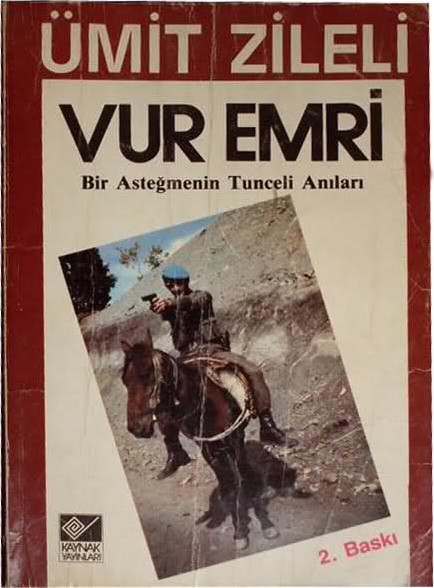 ÜMİT ZİLELİ
VUR EMRİ
Bir Asteğmenin Tunceli Anıları
KAYNAK
YAYINLARI
2. Baskı